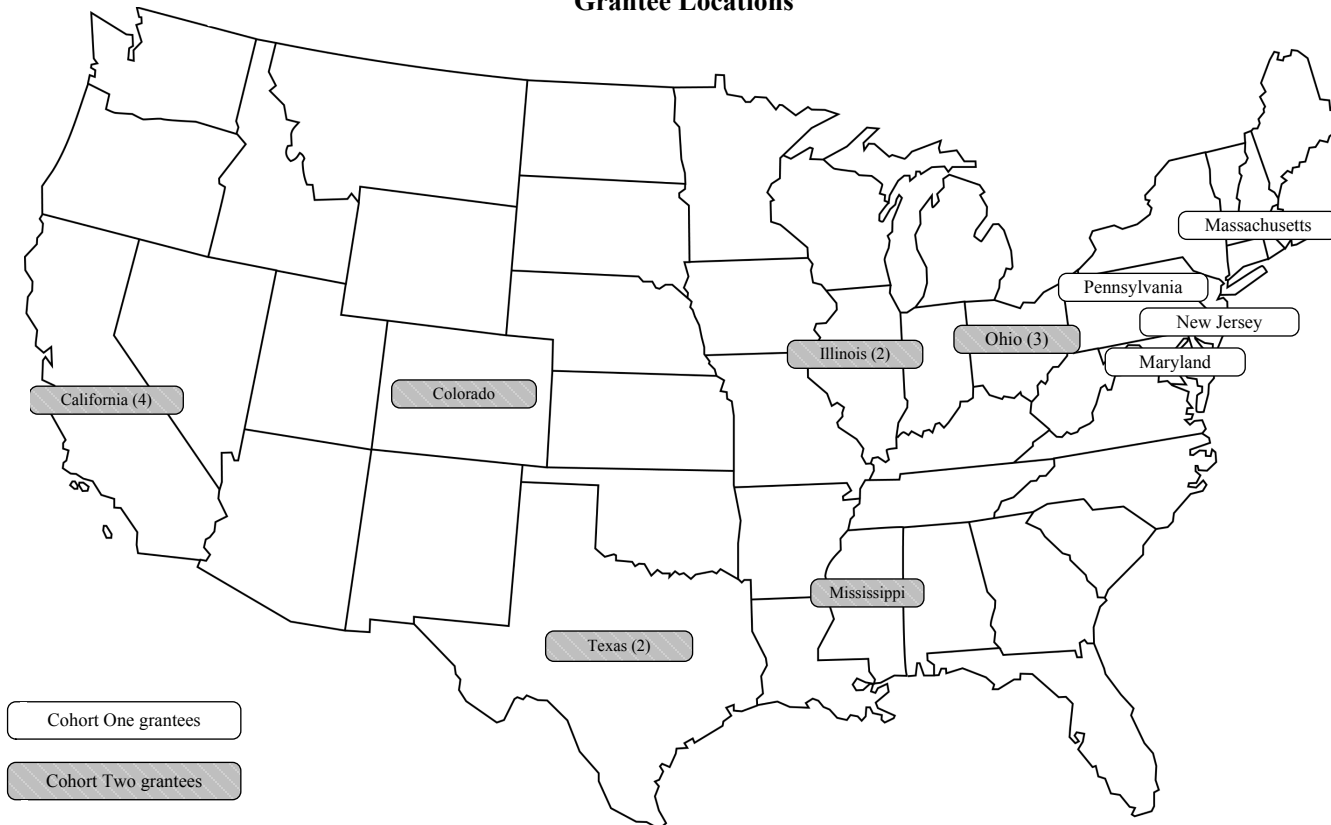 Grantee Locations
Massachusetts
Pennsylvania
New Jersey
Ohio (3)
Illinois (2)
Maryland
California (4)
Colorado
Mississippi
Texas (2)
Cohort One grantees
Cohort Two grantees